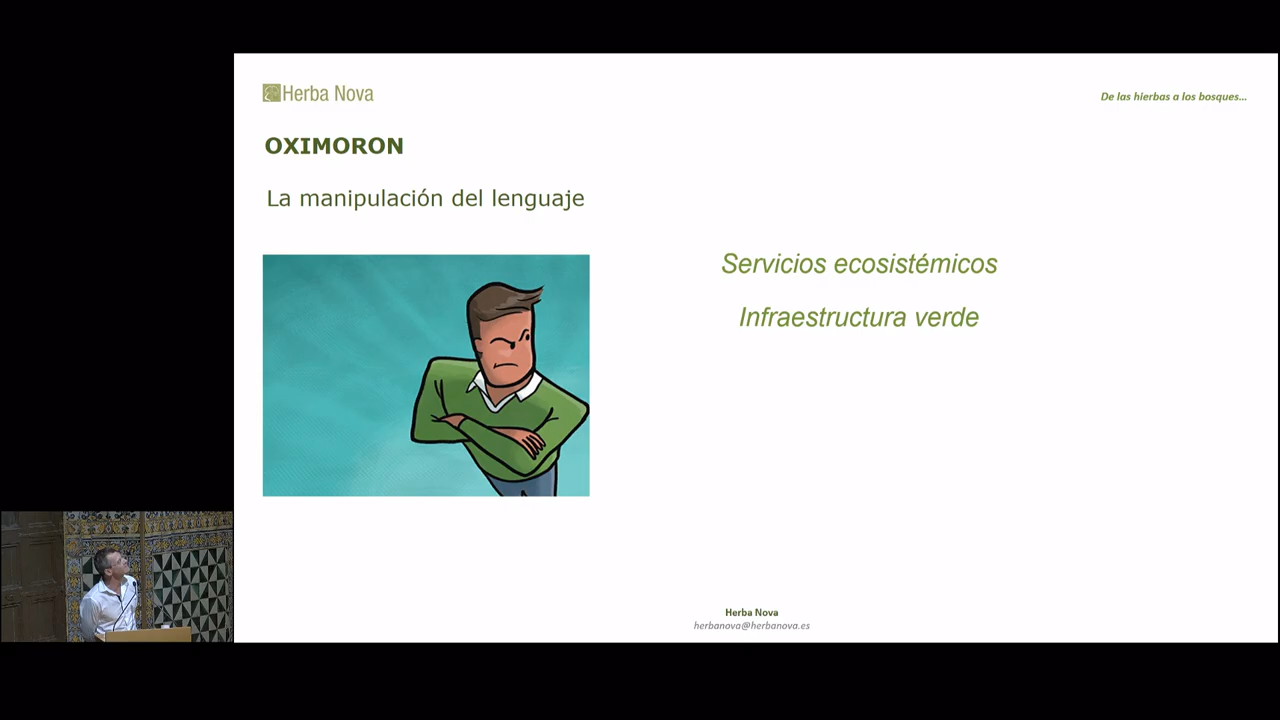 Herba Nova
De las hierbas a los bosques...
OXIMORON
La manipulación del lenguaje
Servicios ecosistémicos
Infraestructura verde
Herba Nova
herbanova@herbanova.es